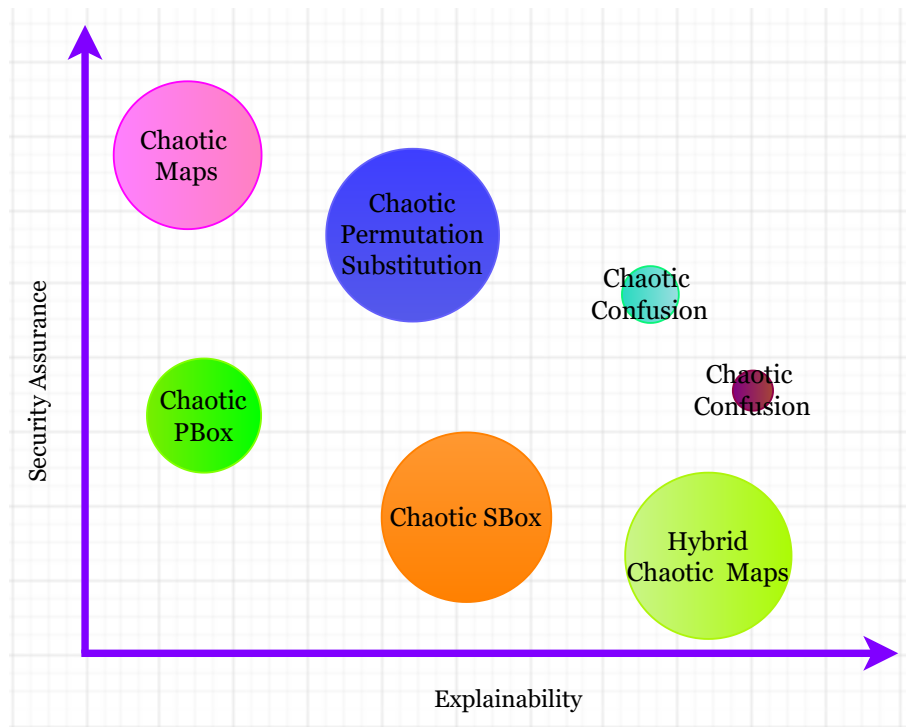 Chaotic
Maps
Chaotic
Permutation
Substitution
Chaotic
Confusion
Chaotic
Confusion
Chaotic
PBox
Chaotic SBox
Hybrid
Chaotic Maps
Security Assurance
Explainability